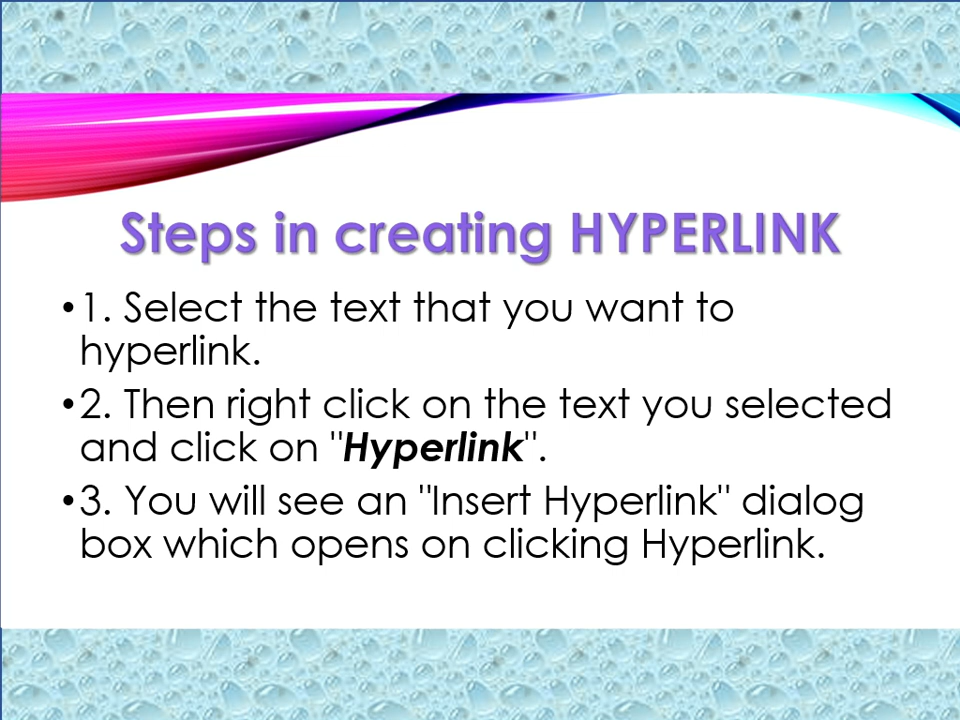 Steps in creating HYPERLINK
•1. Select the text that you want to
hyperlink.
•2. Then right click on the text you selected
and click on "Hyperlink".
•3. You will see an "Insert Hyperlink" dialog
box which opens on clicking Hyperlink.